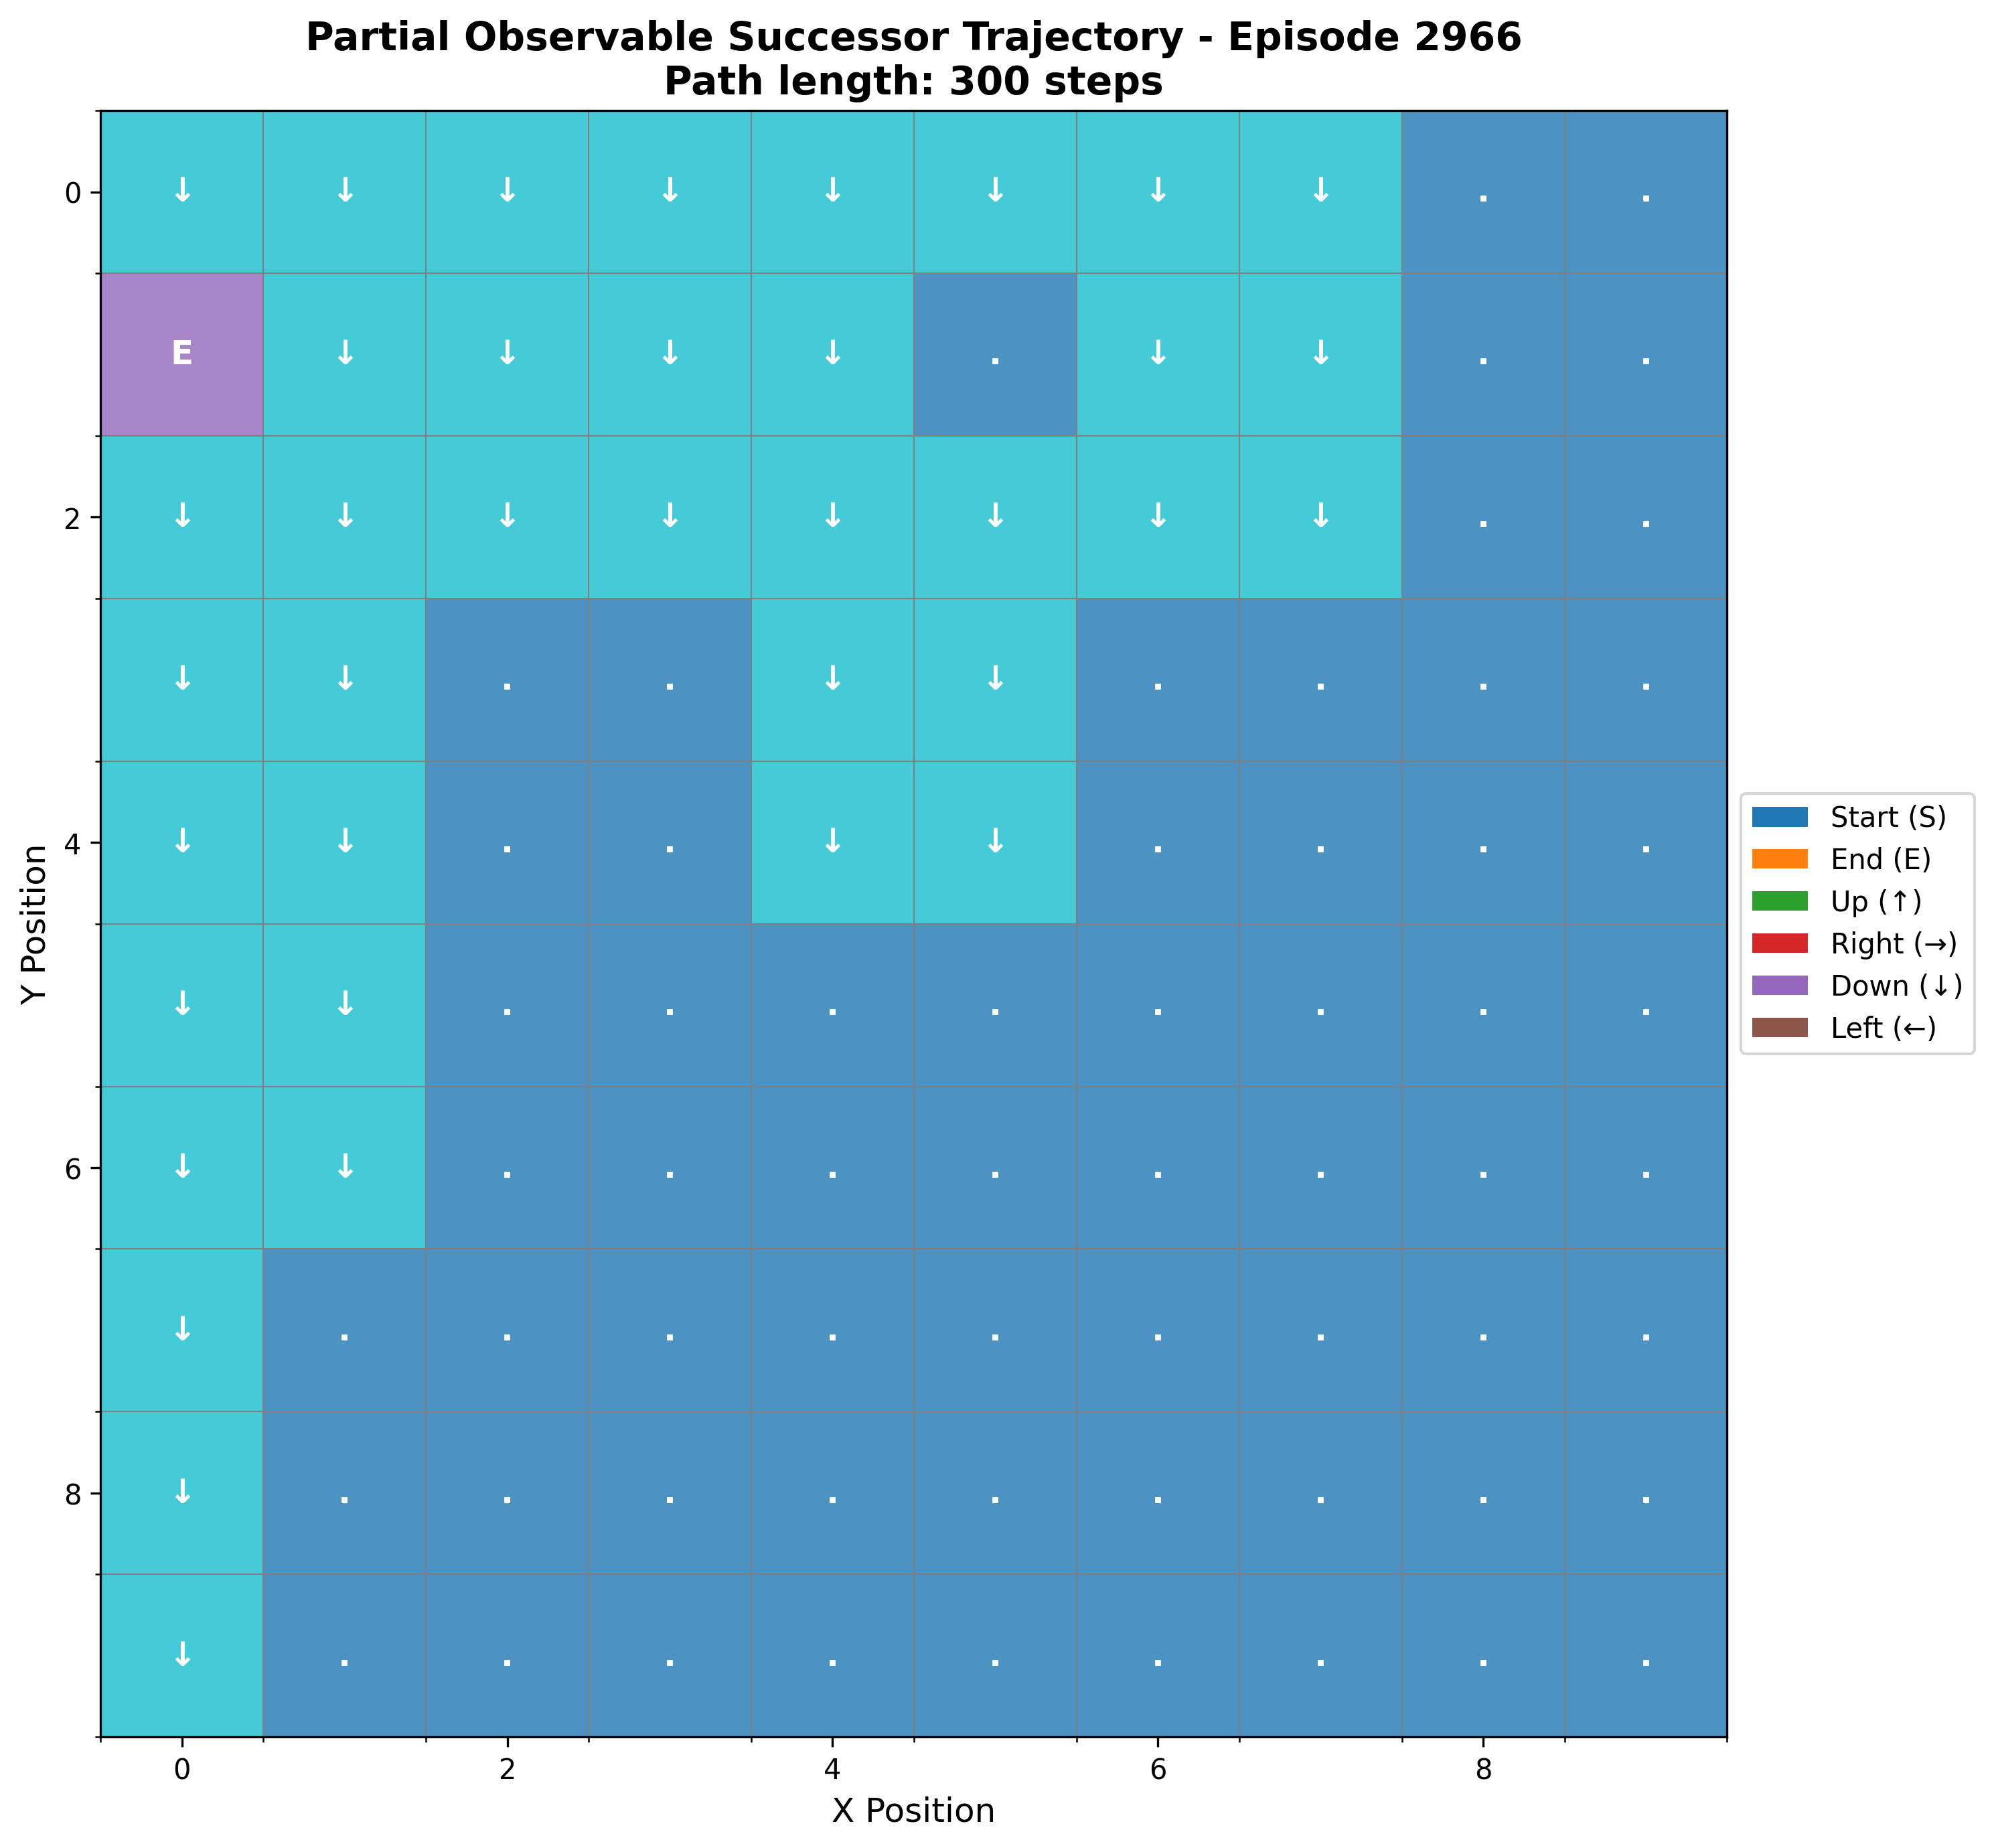 Partial Observable Successor Trajectory - Episode 2966
Path length: 300 steps
0 ↓ ↓ ↓ ↓ ↓ ↓ ↓ ↓ . .
E ↓ ↓ ↓ ↓ . ↓ ↓ . .
2 ↓ ↓ ↓ ↓ ↓ ↓ ↓ ↓ . .
↓ ↓ . . ↓ ↓ . . . .
4 ↓ ↓ . . ↓ ↓ . . . .
↓ ↓ . . . . . . . .
6 ↓ ↓ . . . . . . . .
↓ . . . . . . . . .
8 ↓ . . . . . . . . .
↓ . . . . . . . . .
0 2 4 6 8
X Position
Y Position
Start (S)
End (E)
Up (↑)
Right (→)
Down (↓)
Left (←)